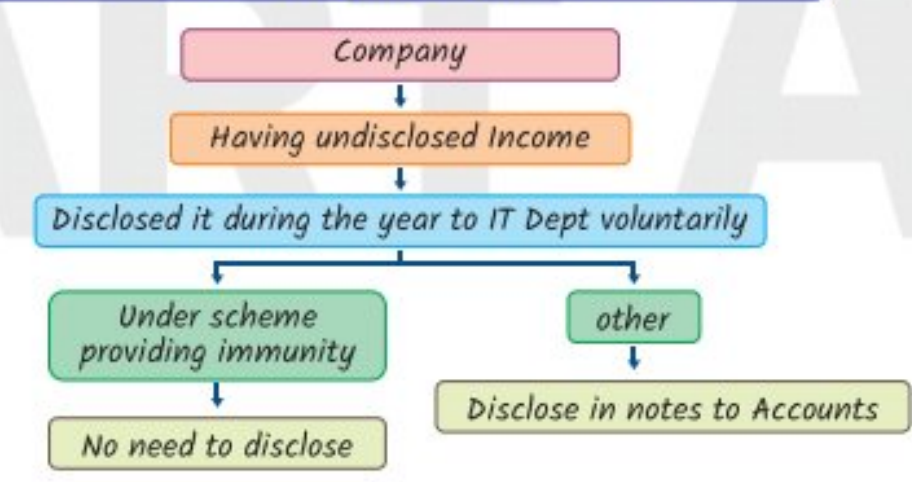 Company
Having undisclosed Income
Disclosed it during the year to IT Dept voluntarily
Under scheme
providing immunity
other
No need to disclose
Disclose in notes to Accounts